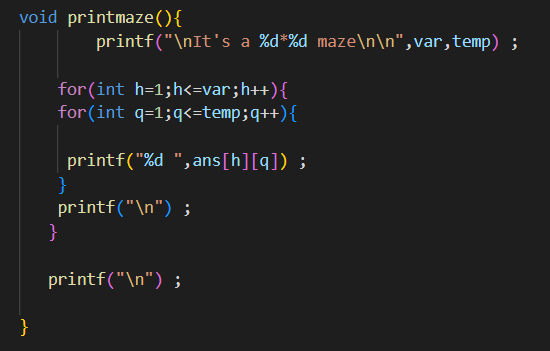 void printmaze(){
printf("\nIt's a %d*%d maze\n\n",var,temp) ;
for(int h=1;h<=var;h++){
for(int q=1;q<=temp;q++){
printf("%d ",ans[h][q]) ;
}
printf("\n") ;
}
printf("\n") ;
}